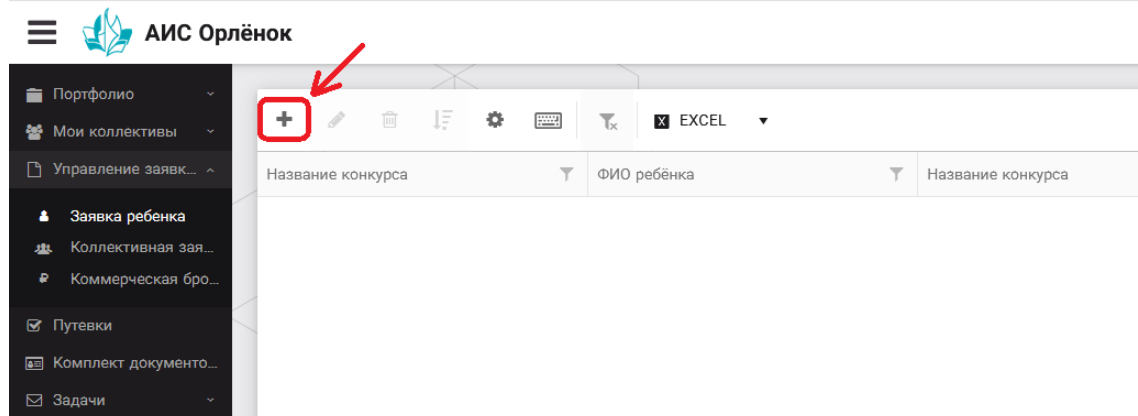 АИС Орлёнок
Портфолио
Мои коллективы
Управление заявк...
Заявка ребенка
Коллективная зая...
Коммерческая бро...
Путевки
Комплект документо...
Задачи
EXCEL
Название конкурса ФИО ребёнка Название конкурса